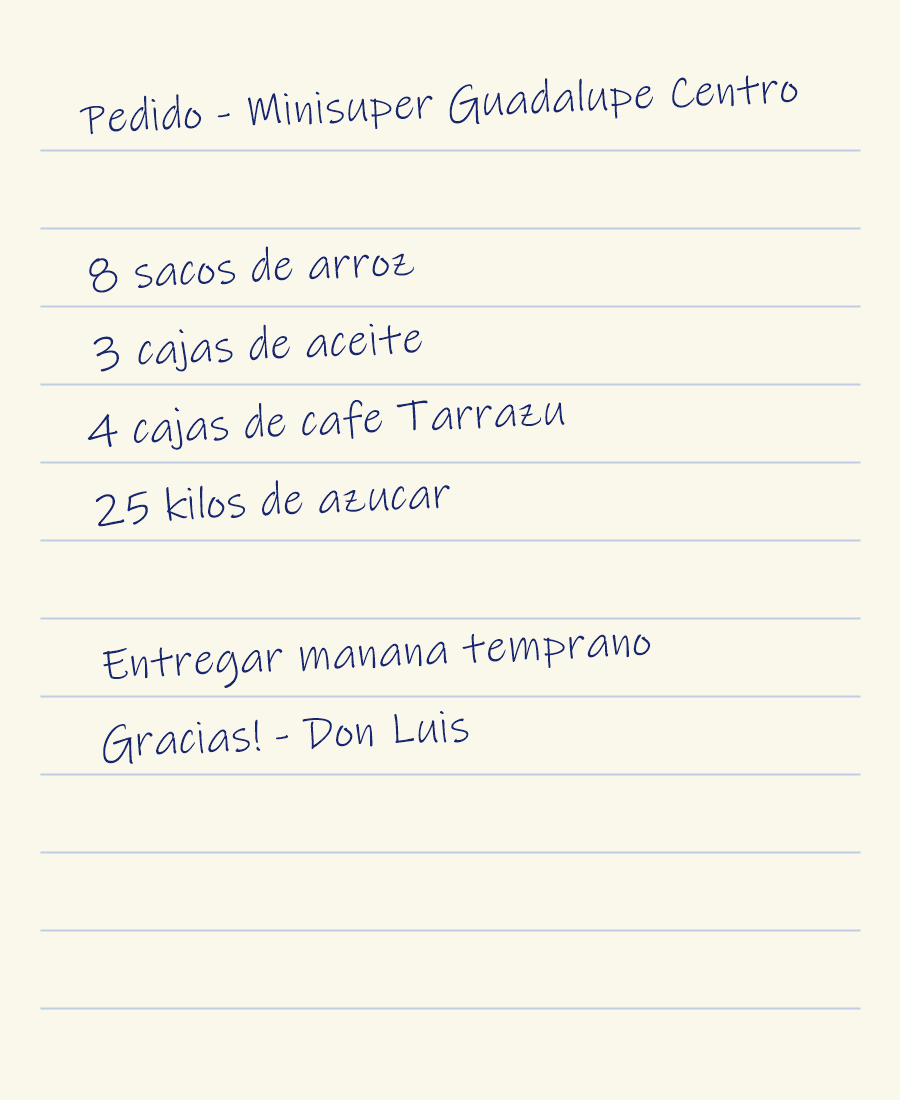 Pedido - Minisuper Guadalupe Centro
8 sacos de arroz
3 cajas de aceite
4 cajas de cafe Tarrazu
25 kilos de azucar
Entregar manana temprano
Gracias! - Don Luis